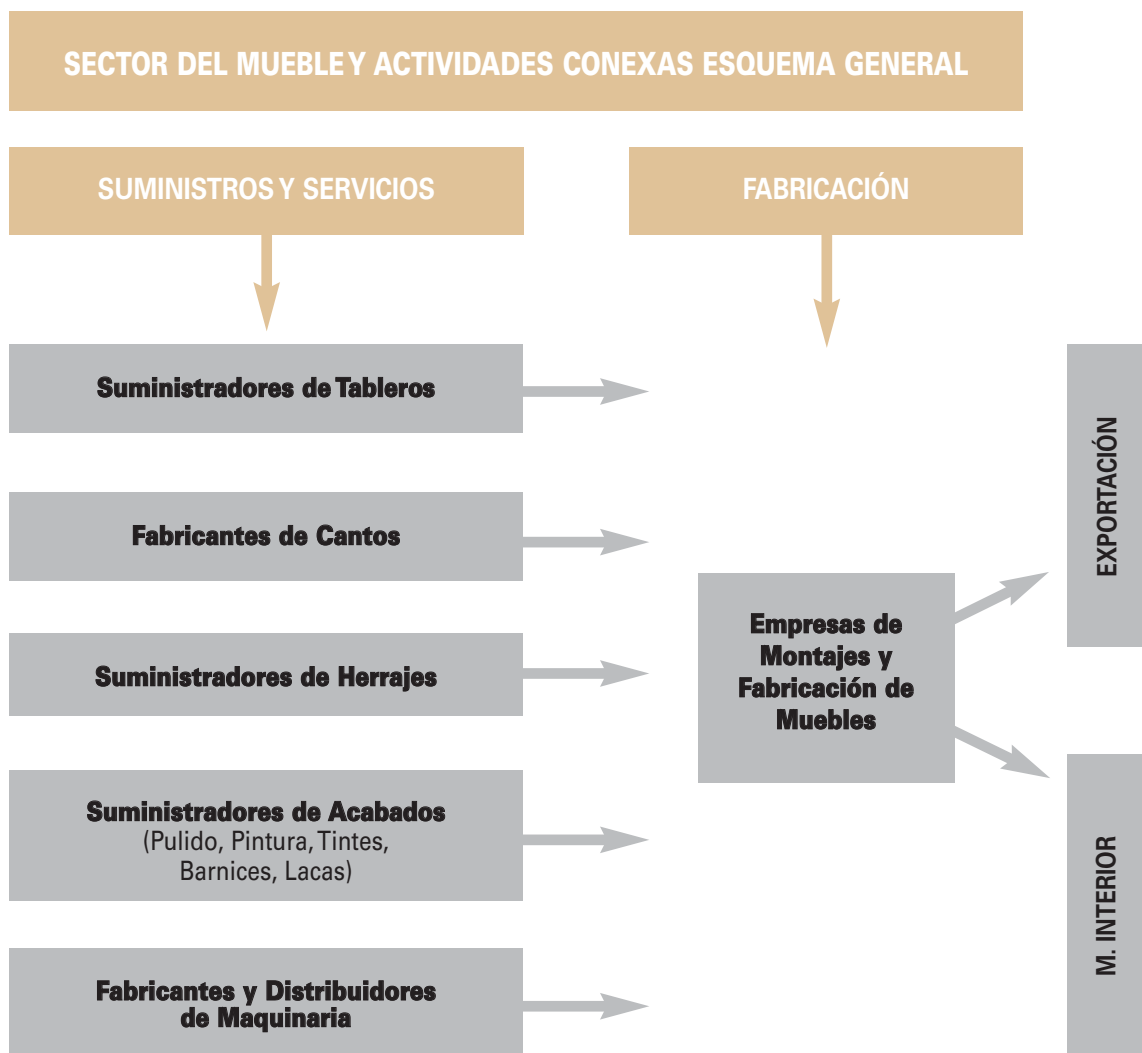 SECTOR DEL MUEBLE Y ACTIVIDADES CONEXAS ESQUEMA GENERAL
SUMINISTROS Y SERVICIOS
FABRICACIÓN
Suministradores de Tableros
Fabricantes de Cantos
Suministradores de Herrajes
Suministradores de Acabados
(Pulido, Pintura, Tintes,
Barnices, Lacas)
Fabricantes y Distribuidores
de Maquinaria
Empresas de
Montajes y
Fabricación de
Muebles
EXPORTACIÓN
M. INTERIOR